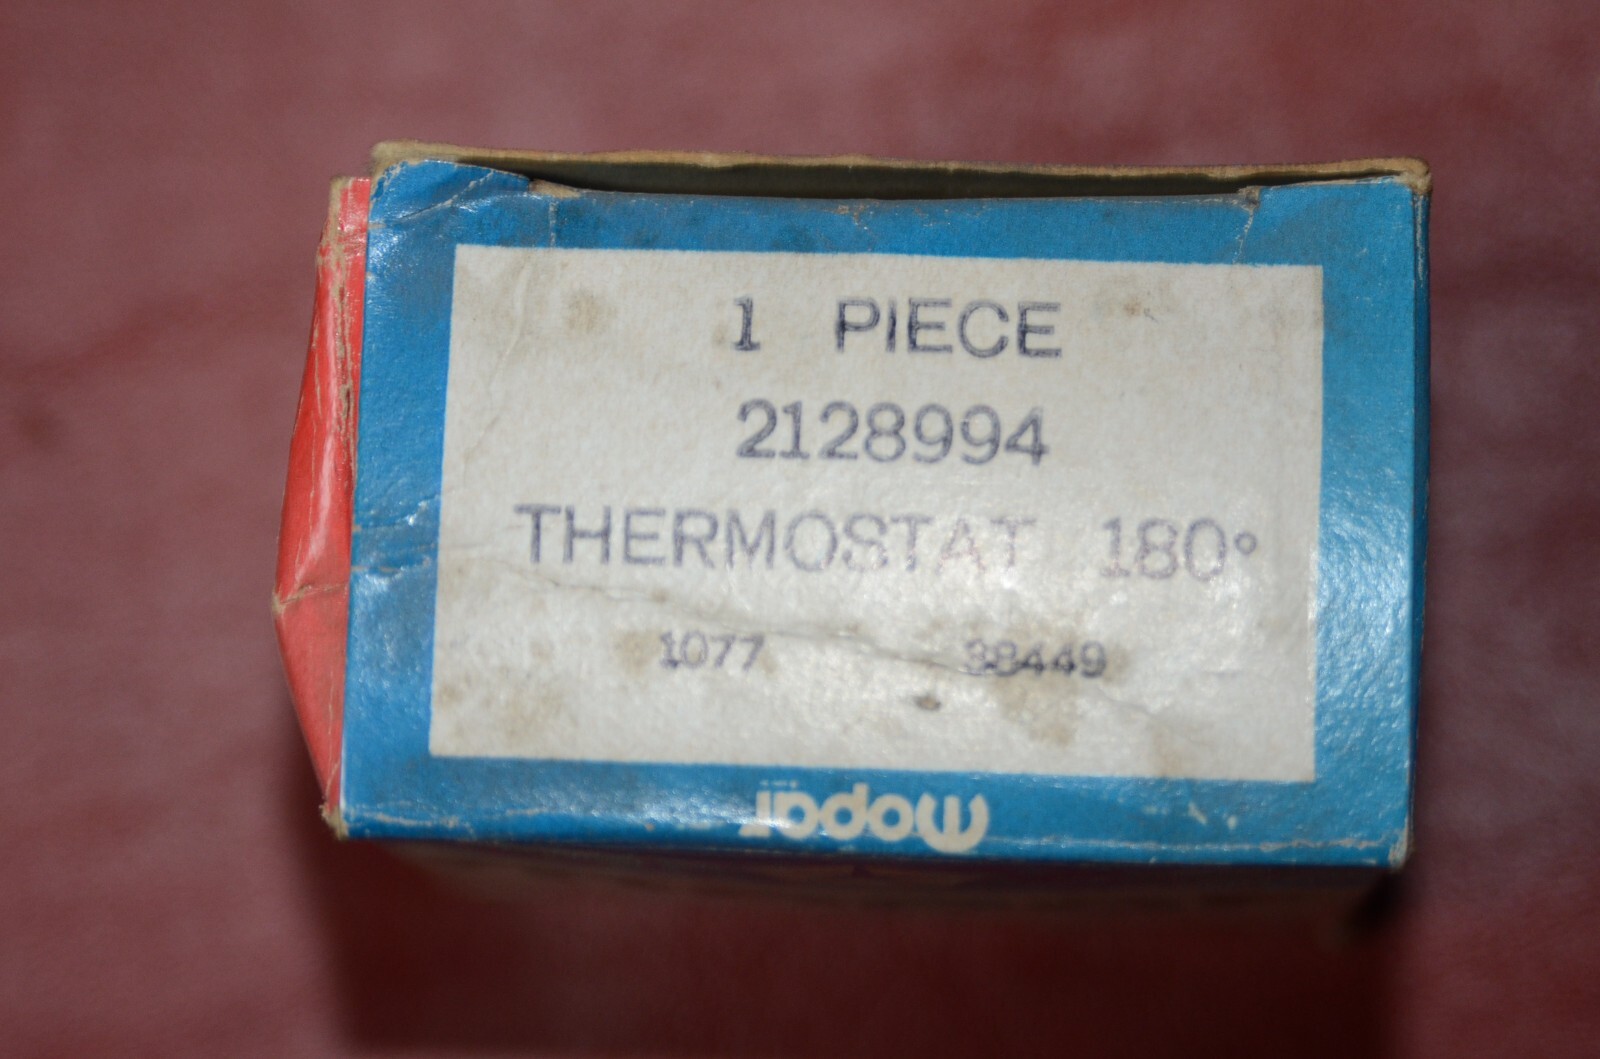 1 PIECE
2128994
THERMOSTAT 180°
1077 38449
Mopar